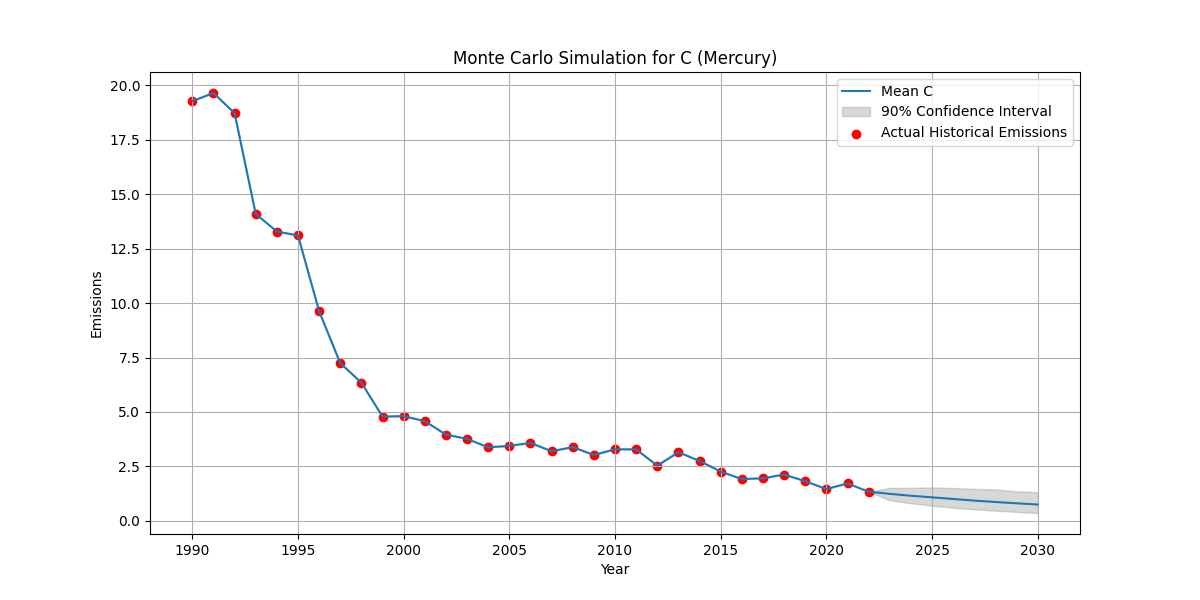 Monte Carlo Simulation for C (Mercury)
Mean C
90% Confidence Interval
Actual Historical Emissions
20.0
17.5
15.0
12.5
10.0
7.5
5.0
2.5
0.0
Emissions
1990 1995 2000 2005 2010 2015 2020 2025 2030
Year